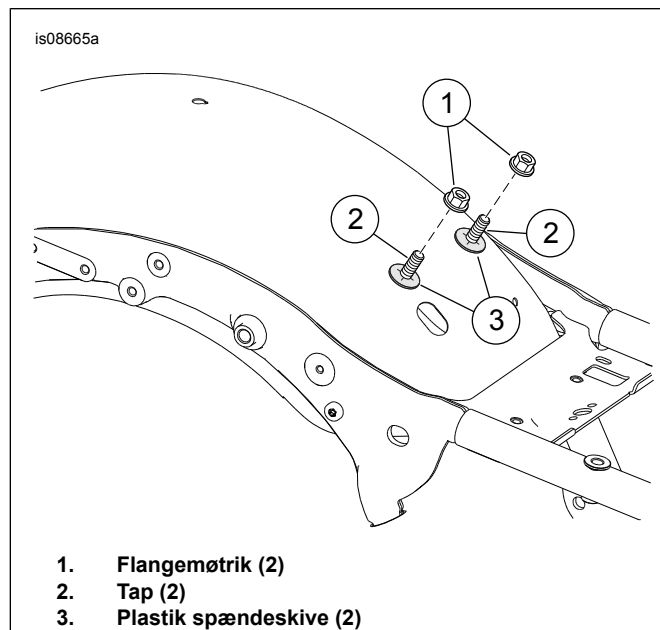 is08665a
1
2
2
3
1. Flangemøtrik (2)
2. Tap (2)
3. Plastik spændeskive (2)